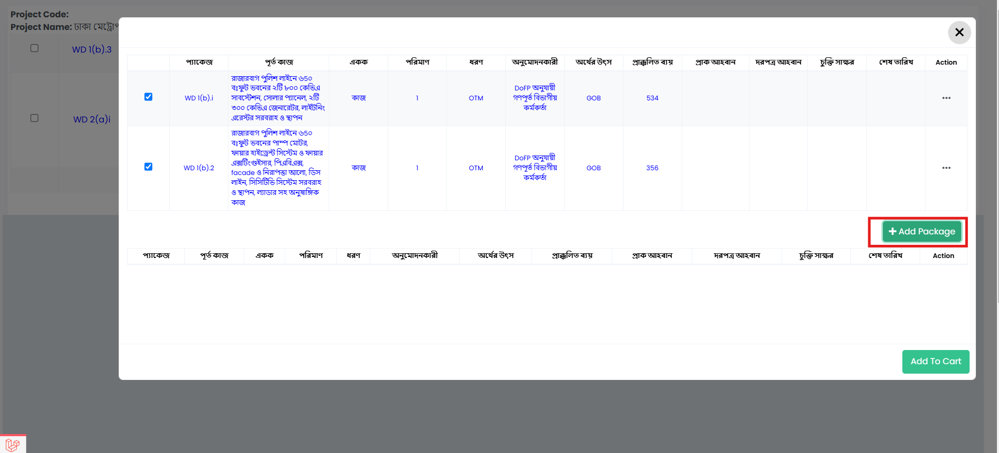 Project Code:
Project Name: ঢাকা মেট্রোপ
WD 1(b).3
WD 2(a)i
প্যাকেজ পূর্ত কাজ একক পরিমাণ ধরণ অনুমোদনকারী অর্থের উৎস প্রাক্কলিত ব্যয় প্রাক আহবান দরপত্র আহবান চুক্তি সাক্ষর শেষ তারিখ Action
রাজারবাগ পুলিশ লাইনে ৬৫০
বঃফুট ভবনের ২টি ৮০০ কেভিএ
সাবস্টেশন, সোলার প্যানেল, ২টি
৩০০ কেভিএ জেনারেটর, লাইটনিং
এরেস্টর সরবরাহ ও স্থাপন
WD 1(b).i কাজ 1 OTM
DoFP অনুযায়ী
গণপূর্ত বিভাগীয়
কর্মকর্তা
GOB 534 ...
রাজারবাগ পুলিশ লাইনে ৬৫০
বঃফুট ভবনের পাম্প মোটর,
ফায়ার হাইড্রেন্ট সিস্টেম ও ফায়ার
এক্সটিংগুইসার, পিএবিএক্স,
facade ও নিরাপত্তা আলো, ডিস
লাইন, সিসিটিভি সিস্টেম সরবরাহ
ও স্থাপন, ল্যাডার সহ অনুষাঙ্গিক
কাজ
WD 1(b).2 কাজ 1 OTM
DoFP অনুযায়ী
গণপূর্ত বিভাগীয়
কর্মকর্তা
GOB 356 ...
Add Package
প্যাকেজ পূর্ত কাজ একক পরিমাণ ধরণ অনুমোদনকারী অর্থের উৎস প্রাক্কলিত ব্যয় প্রাক আহবান দরপত্র আহবান চুক্তি সাক্ষর শেষ তারিখ Action
Add To Cart